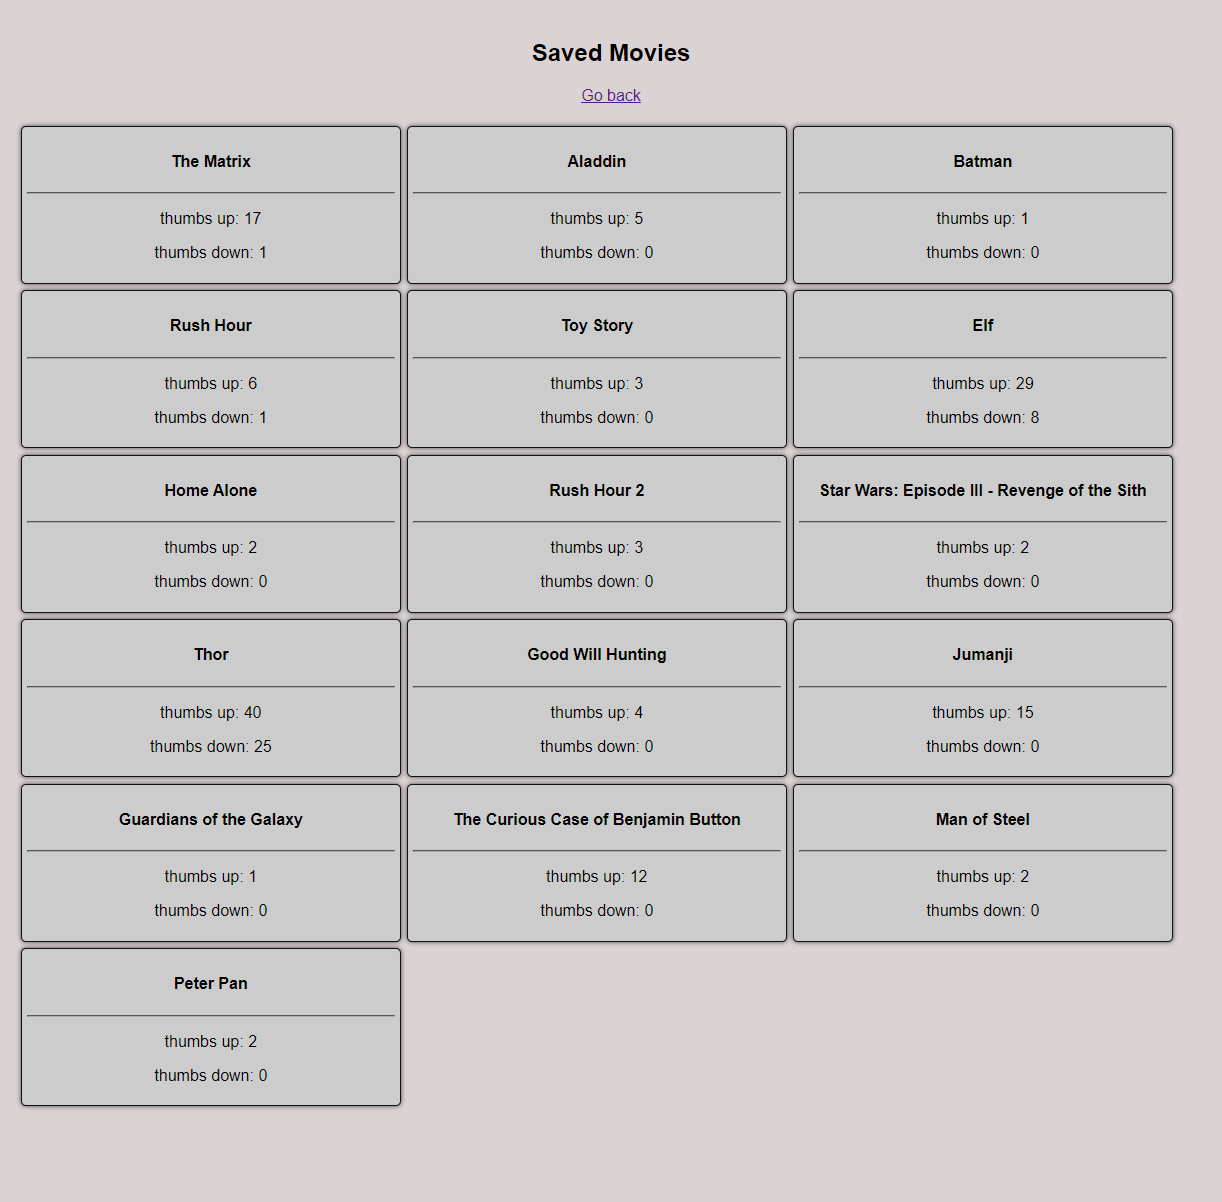 Saved Movies
Go back
The Matrix
thumbs up: 17
thumbs down: 1
Aladdin
thumbs up: 5
thumbs down: 0
Batman
thumbs up: 1
thumbs down: 0
Rush Hour
thumbs up: 6
thumbs down: 1
Toy Story
thumbs up: 3
thumbs down: 0
Elf
thumbs up: 29
thumbs down: 8
Home Alone
thumbs up: 2
thumbs down: 0
Rush Hour 2
thumbs up: 3
thumbs down: 0
Star Wars: Episode III - Revenge of the Sith
thumbs up: 2
thumbs down: 0
Thor
thumbs up: 40
thumbs down: 25
Good Will Hunting
thumbs up: 4
thumbs down: 0
Jumanji
thumbs up: 15
thumbs down: 0
Guardians of the Galaxy
thumbs up: 1
thumbs down: 0
The Curious Case of Benjamin Button
thumbs up: 12
thumbs down: 0
Man of Steel
thumbs up: 2
thumbs down: 0
Peter Pan
thumbs up: 2
thumbs down: 0